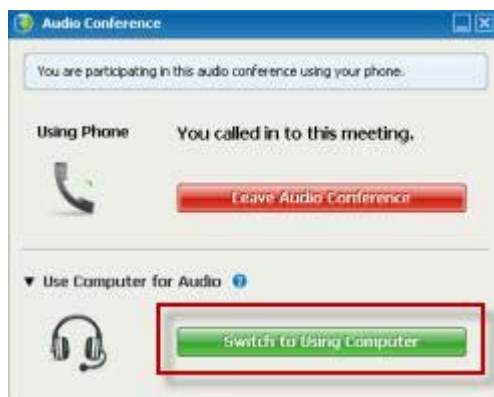 Audio Conference
You are participating in this audio conference using your phone.
Using Phone
You called in to this meeting.
Leave Audio Conference
Use Computer for Audio
Switch to Using Computer